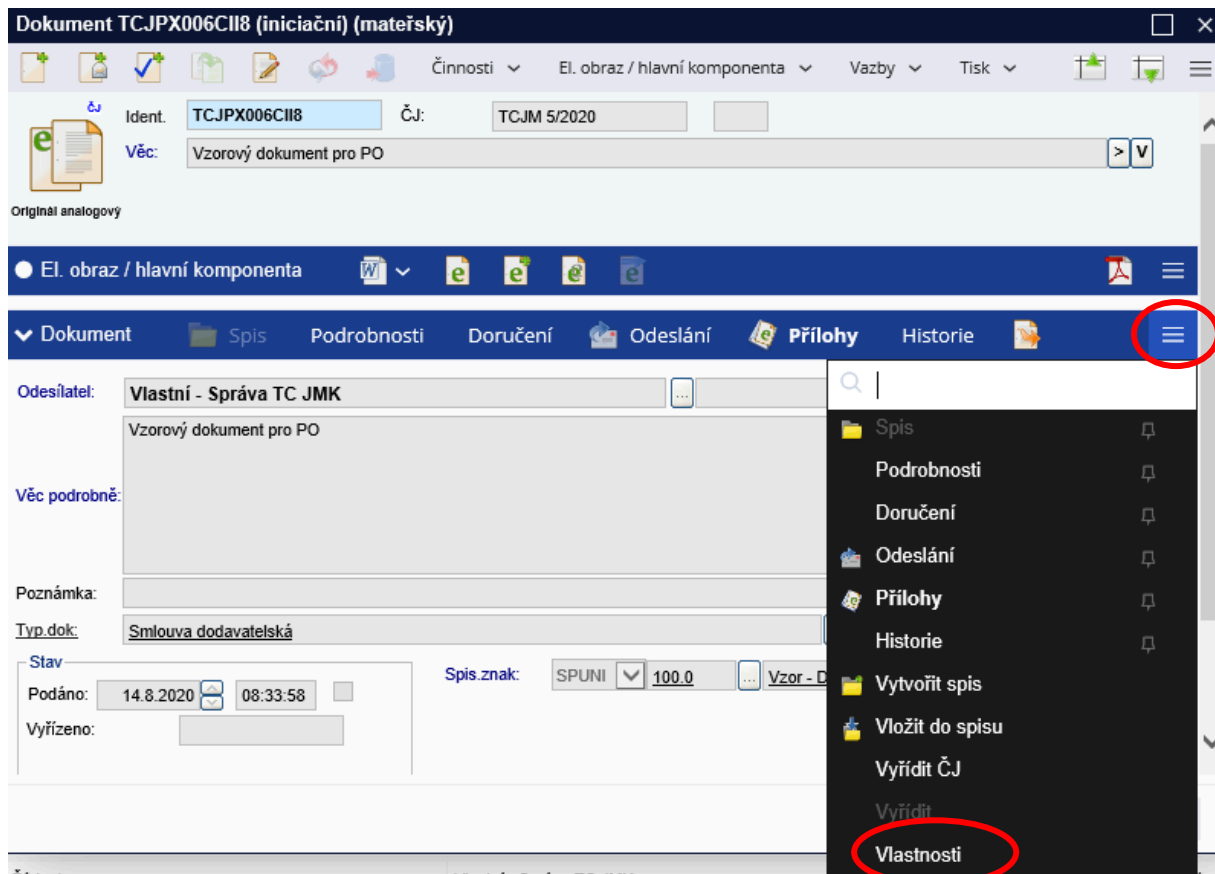 Dokument TCJPX006CII8 (iniciační) (mateřský)
Činnosti El. obraz / hlavní komponenta Vazby Tisk
čJ
Ident. TCJPX006CII8 ČJ: TCJM 5/2020
Věc: Vzorový dokument pro PO > V
Originál analogový
El. obraz / hlavní komponenta
Dokument Spis Podrobnosti Doručení Odeslání Přílohy Historie
Odesílatel: Vlastní - Správa TC JMK ...
Vzorový dokument pro PO
Věc podrobně:
Poznámka:
Typ.dok: Smlouva dodavatelská
Stav
Podáno: 14.8.2020 08:33:58
Vyřízeno:
Spis.znak: SPUNI 100.0 ... Vzor - D
Spis
Podrobnosti
Doručení
Odeslání
Přílohy
Historie
Vytvořit spis
Vložit do spisu
Vyřídit ČJ
Vyřídit
Vlastnosti